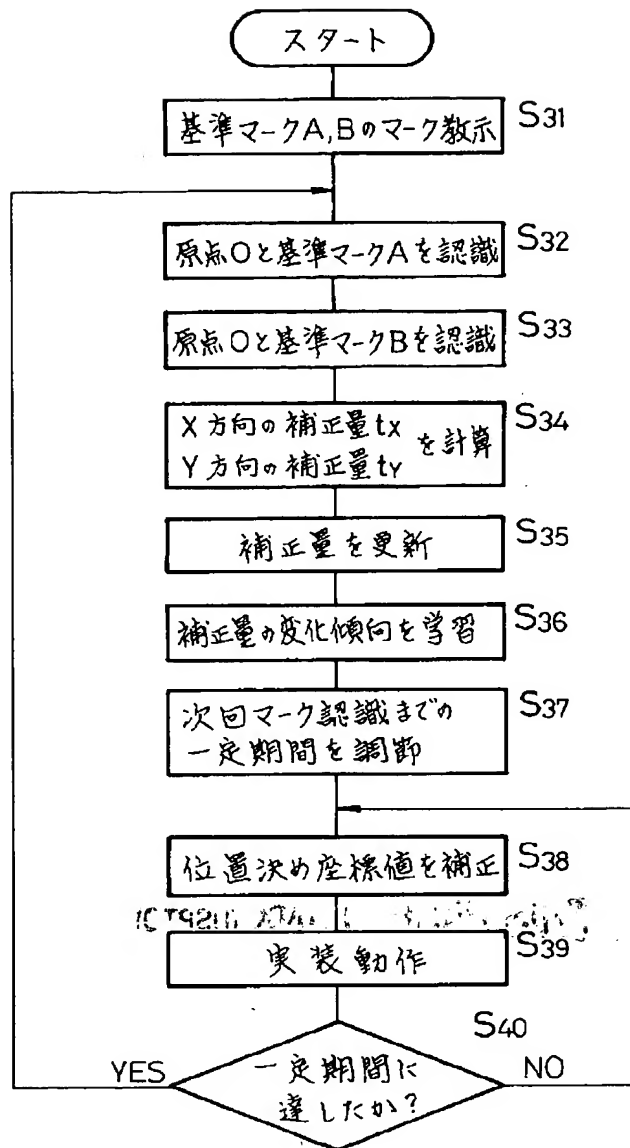 スタート
基準マークA,Bのマーク教示 S31
原点Oと基準マークAを認識 S32
原点Oと基準マークBを認識 S33
X方向の補正量tx
Y方向の補正量ty を計算 S34
補正量を更新 S35
補正量の変化傾向を学習 S36
次回マーク認識までの
一定期間を調節 S37
位置決め座標値を補正 S38
実装動作 S39
S40
YES 一定期間に NO
達したか?